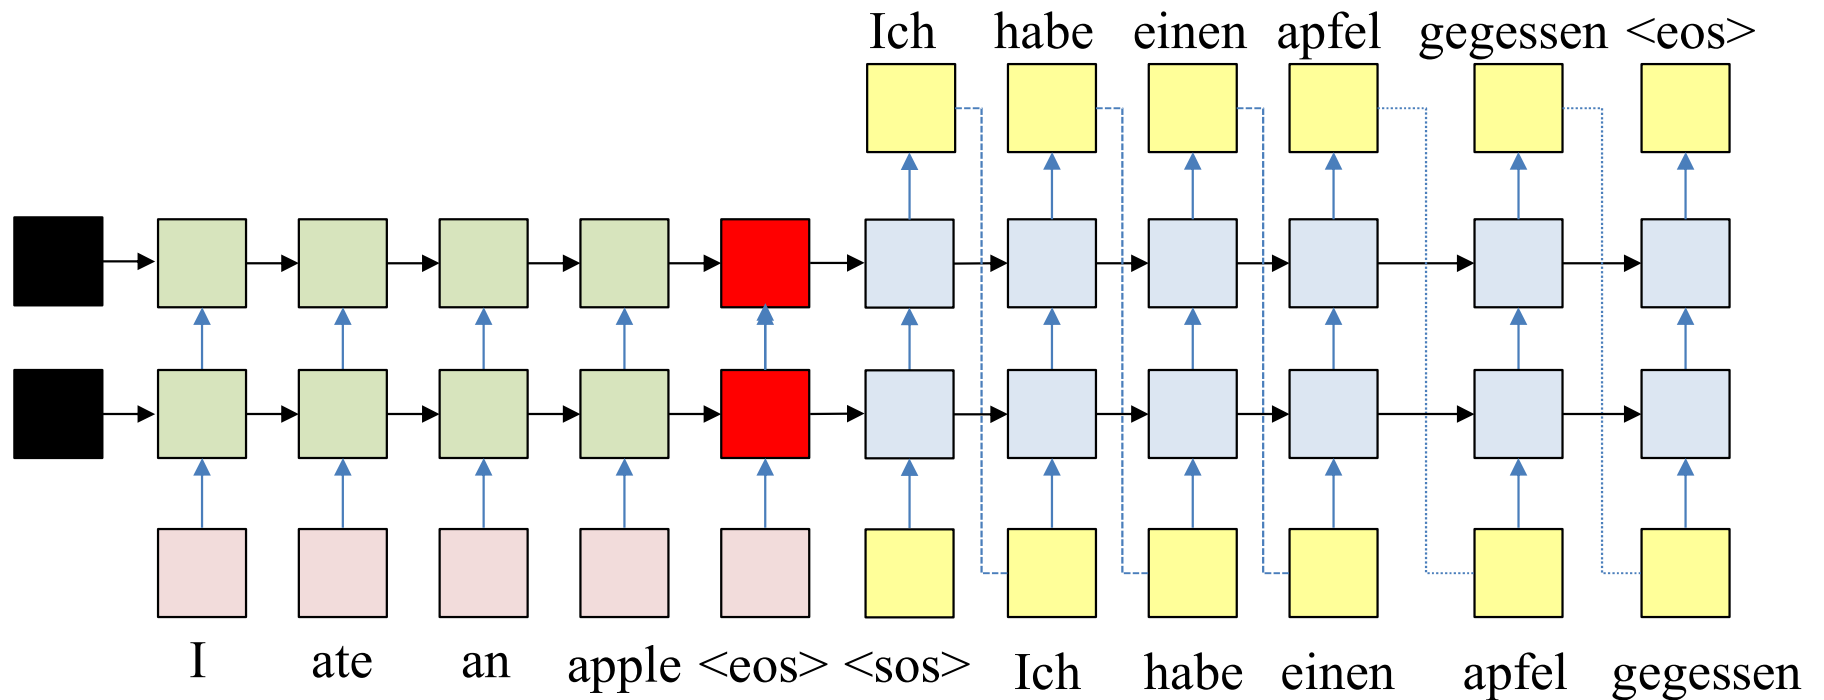 Ich habe einen apfel gegessen <eos>
I ate an apple <eos> <sos> Ich habe einen apfel gegessen